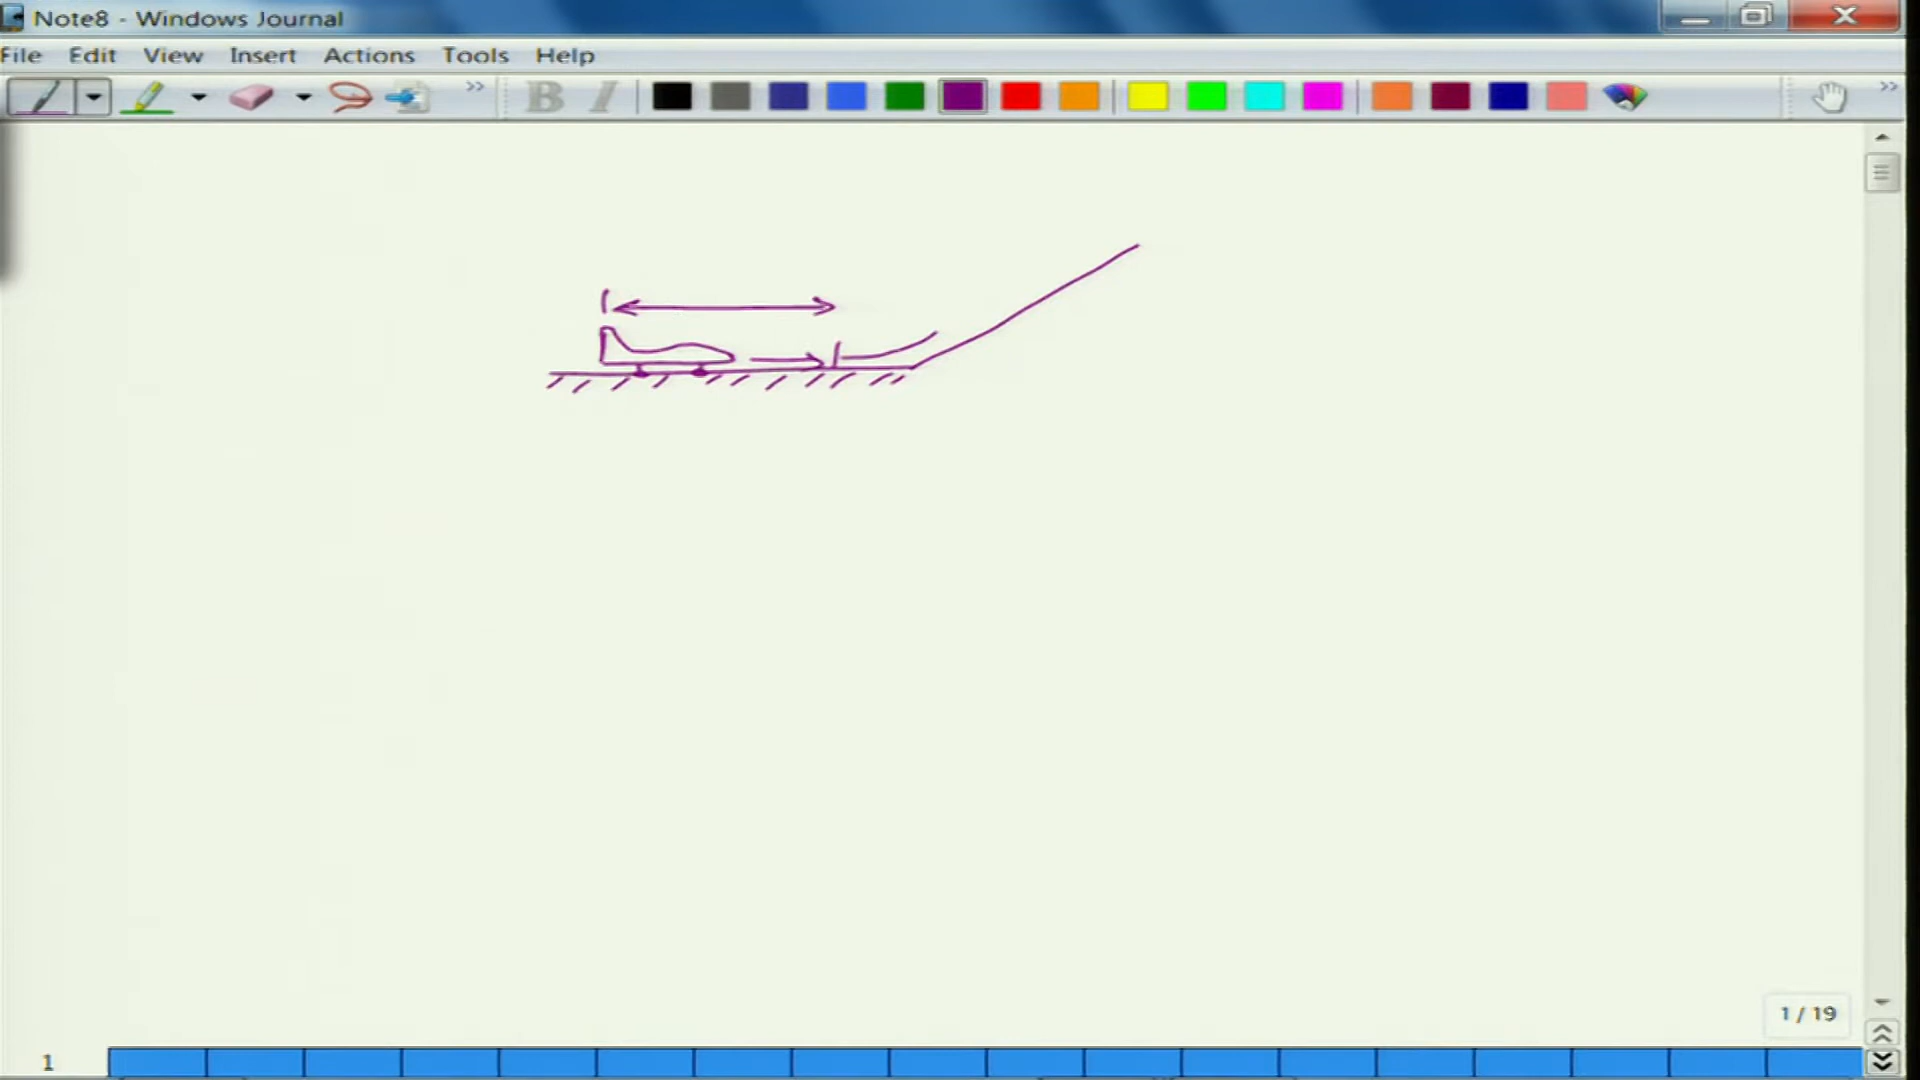 Note8 - Windows Journal
File Edit View Insert Actions Tools Help
B I
1 / 19
1